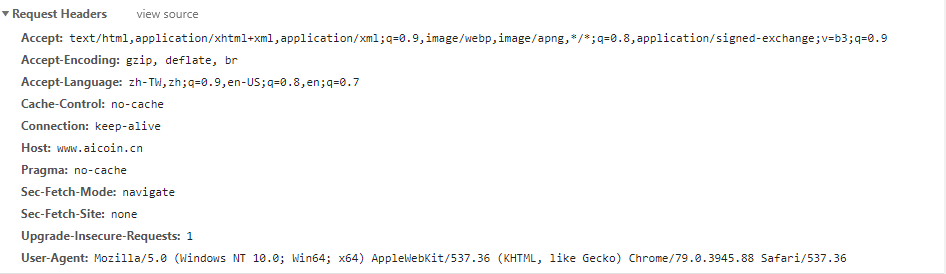 Request Headers view source
Accept: text/html,application/xhtml+xml,application/xml;q=0.9,image/webp,image/apng,*/*;q=0.8,application/signed-exchange;v=b3;q=0.9
Accept-Encoding: gzip, deflate, br
Accept-Language: zh-TW,zh;q=0.9,en-US;q=0.8,en;q=0.7
Cache-Control: no-cache
Connection: keep-alive
Host: www.aicoin.cn
Pragma: no-cache
Sec-Fetch-Mode: navigate
Sec-Fetch-Site: none
Upgrade-Insecure-Requests: 1
User-Agent: Mozilla/5.0 (Windows NT 10.0; Win64; x64) AppleWebKit/537.36 (KHTML, like Gecko) Chrome/79.0.3945.88 Safari/537.36